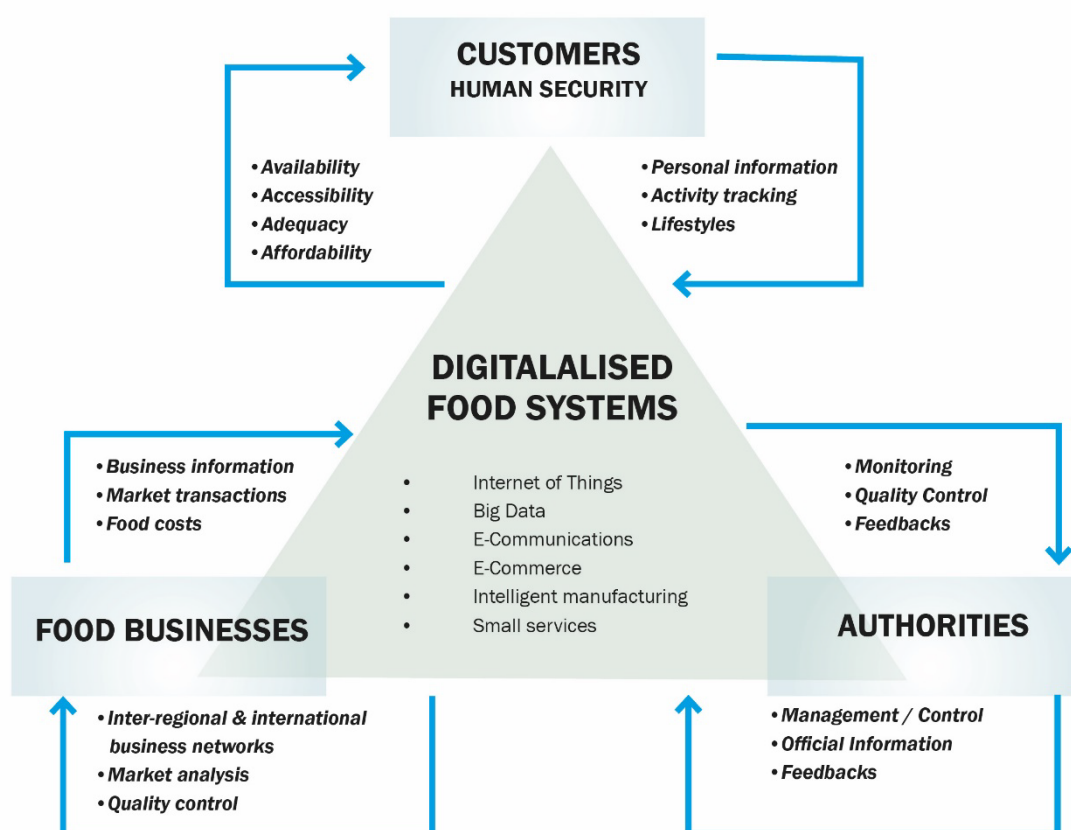 CUSTOMERS
HUMAN SECURITY
• Availability
• Accessibility
• Adequacy
• Affordability
• Personal information
• Activity tracking
• Lifestyles
DIGITALALISED
FOOD SYSTEMS
• Internet of Things
• Big Data
• E-Communications
• E-Commerce
• Intelligent manufacturing
• Small services
• Business information
• Market transactions
• Food costs
• Monitoring
• Quality Control
• Feedbacks
FOOD BUSINESSES
• Inter-regional & international
business networks
• Market analysis
• Quality control
AUTHORITIES
• Management / Control
• Official Information
• Feedbacks